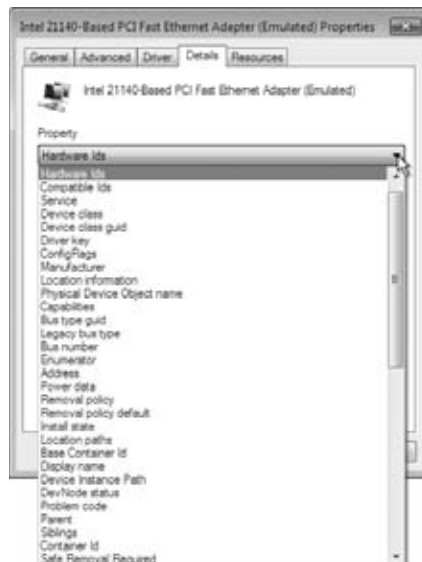 Intel 21140-Based PCI Fast Ethernet Adapter (Emulated) Properties
General Advanced Driver Details Resources
Intel 21140-Based PCI Fast Ethernet Adapter (Emulated)
Property
Hardware Ids
Hardware Ids
Compatible Ids
Service
Device class
Device class guid
Driver key
ConfigFlags
Manufacturer
Location information
Physical Device Object name
Capabilities
Bus type guid
Legacy bus type
Bus number
Enumerator
Address
Power data
Removal policy
Removal policy default
Install state
Location paths
Base Container Id
Display name
Device Instance Path
DevNode status
Problem code
Parent
Siblings
Container Id
Safe Removal Required